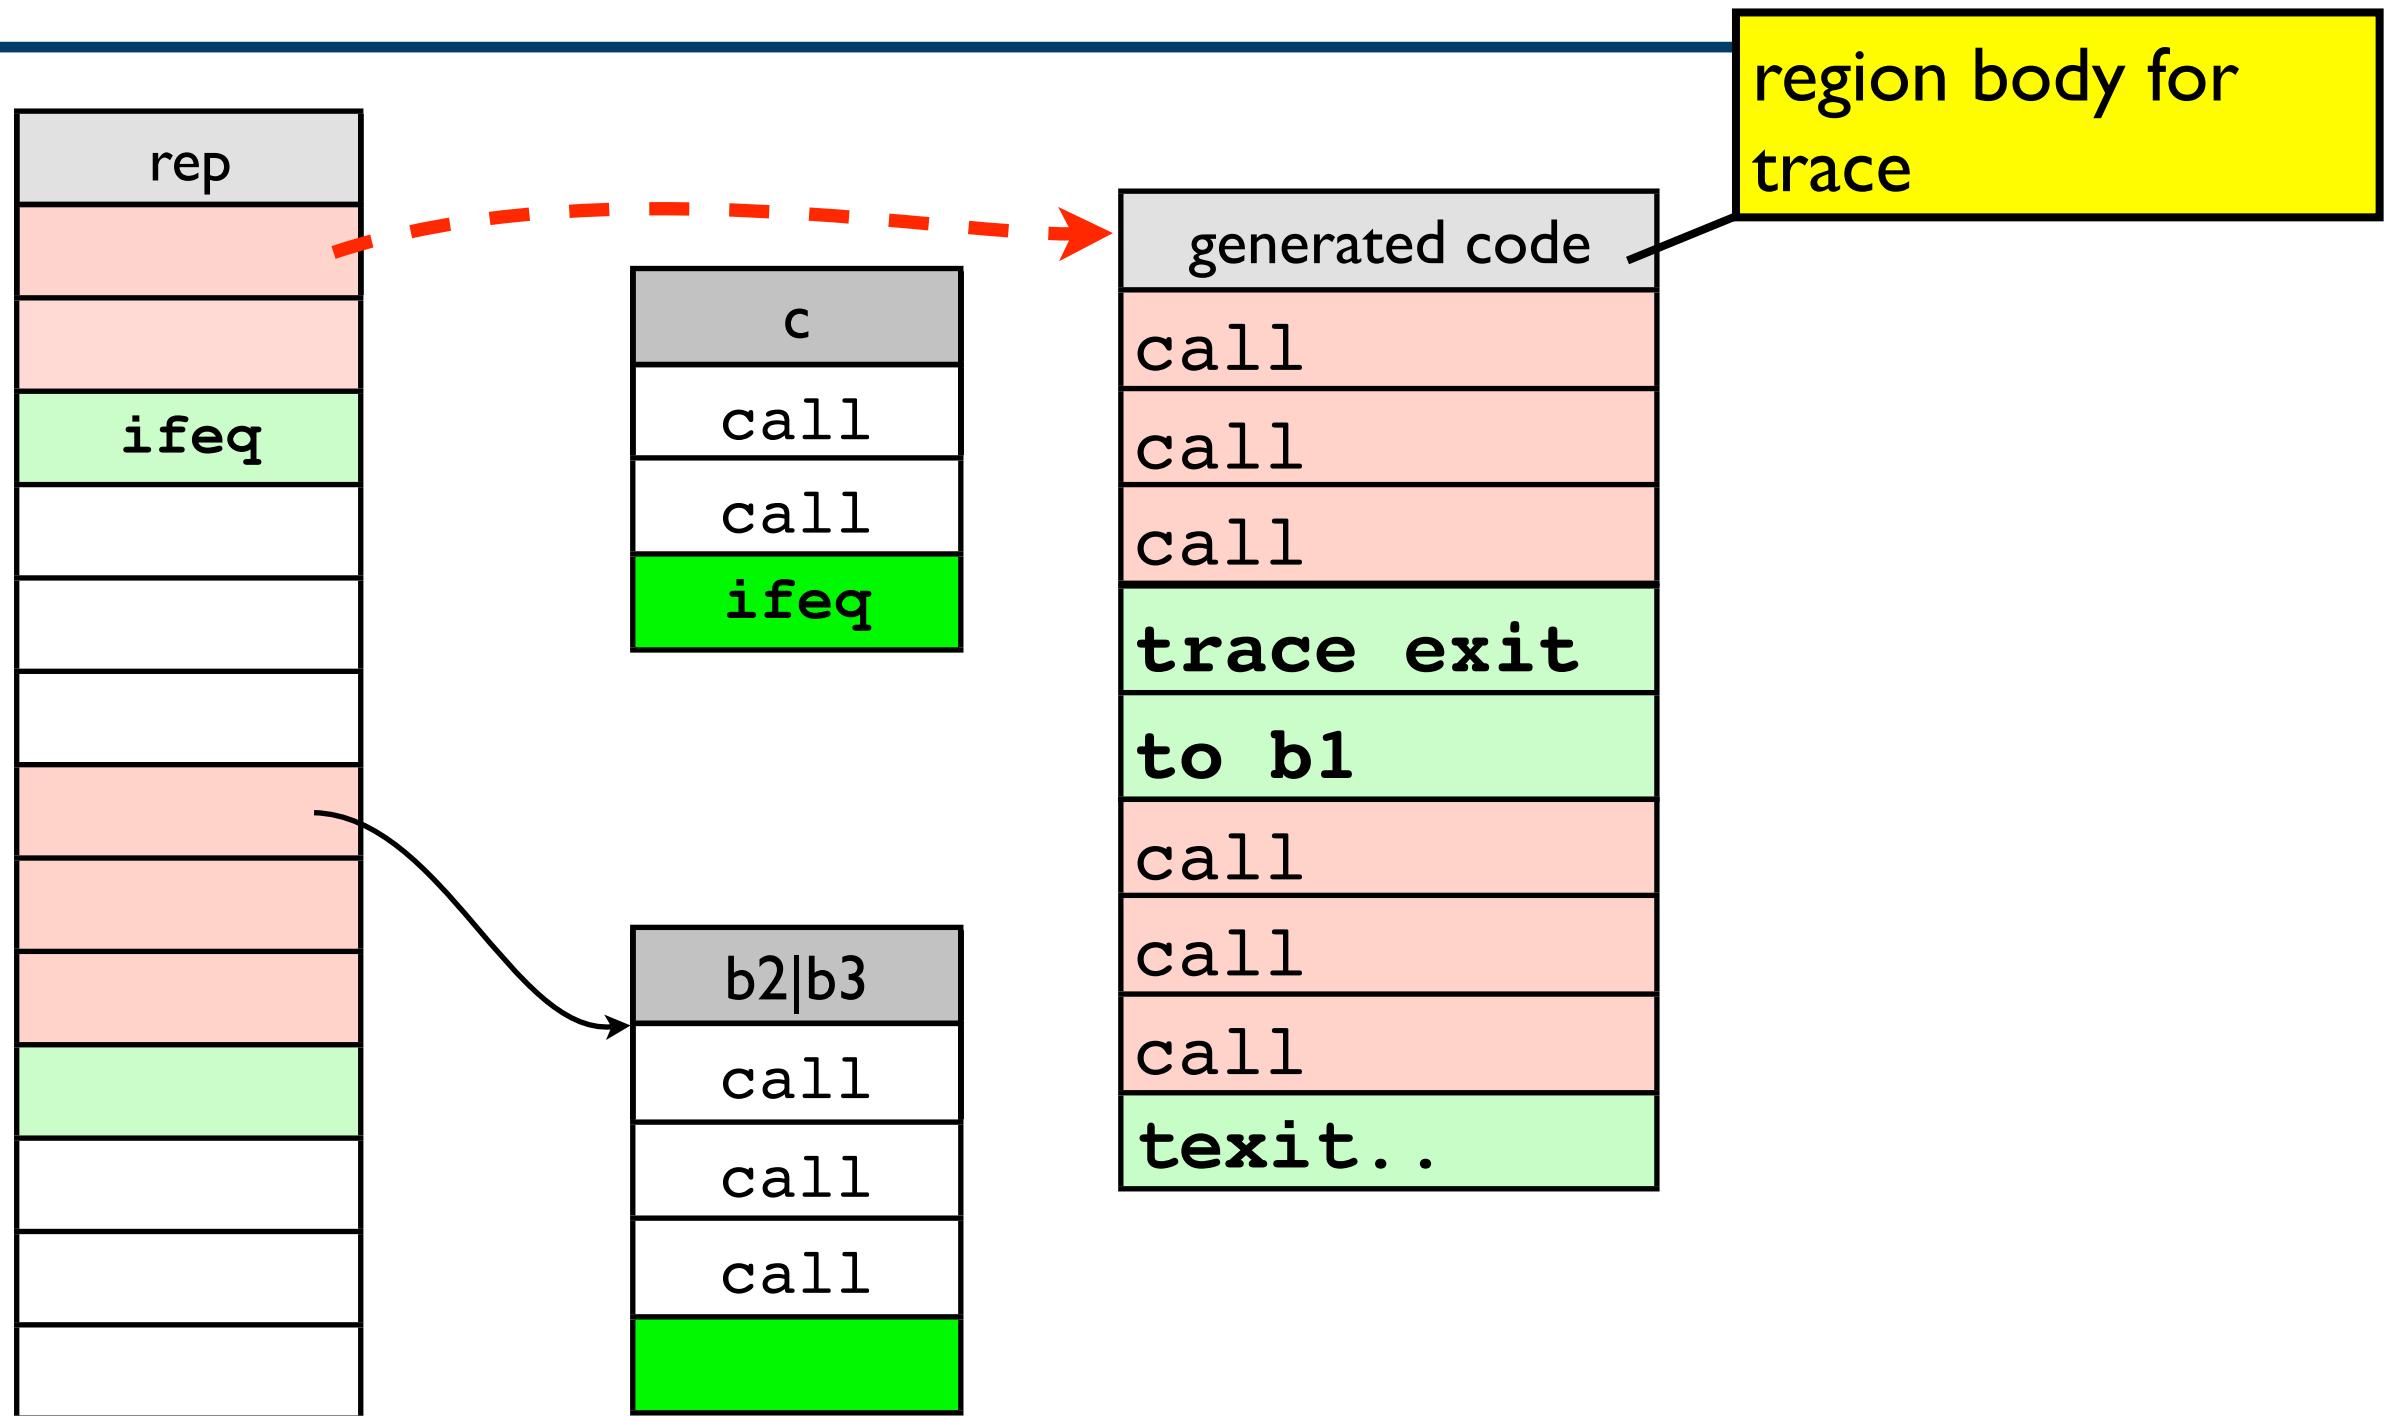 region body for
trace
rep
ifeq
c
call
call
ifeq
b2|b3
call
call
call
generated code
call
call
call
trace exit
to b1
call
call
call
texit..